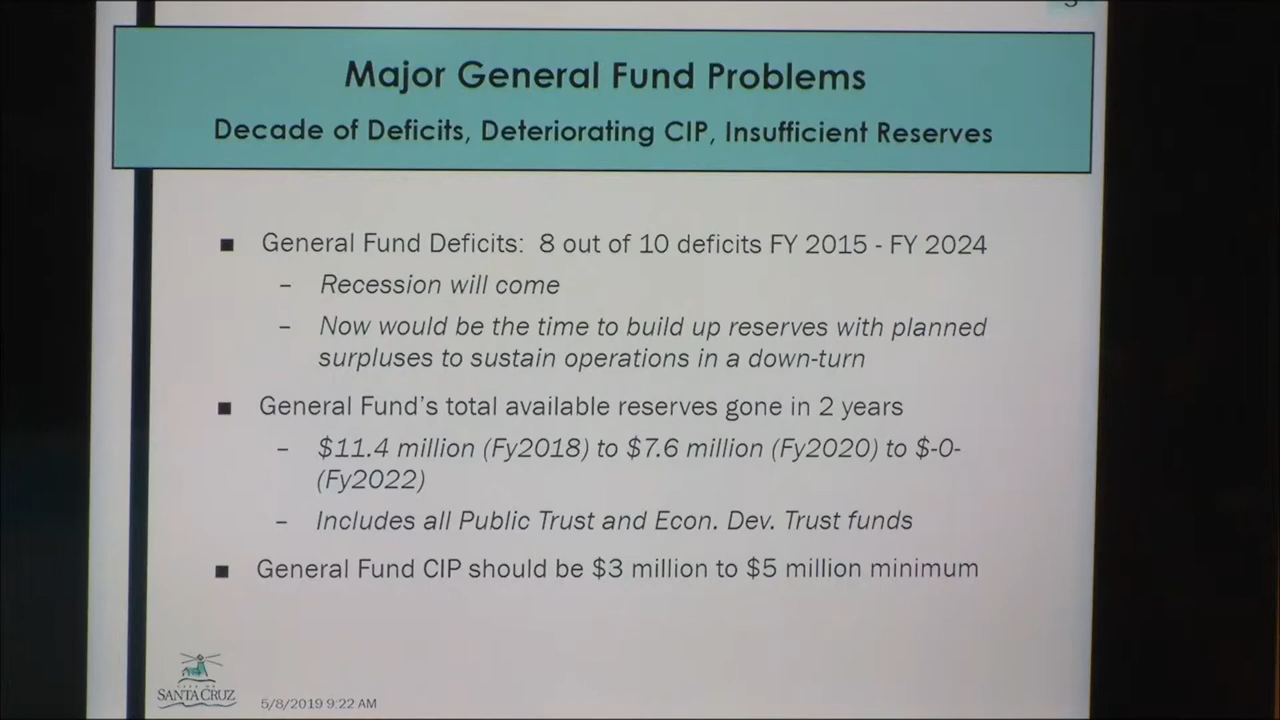 Major General Fund Problems
Decade of Deficits, Deteriorating CIP, Insufficient Reserves
■ General Fund Deficits: 8 out of 10 deficits FY 2015 - FY 2024
– Recession will come
– Now would be the time to build up reserves with planned
surpluses to sustain operations in a down-turn
■ General Fund's total available reserves gone in 2 years
– $11.4 million (Fy2018) to $7.6 million (Fy2020) to $-0-
(Fy2022)
– Includes all Public Trust and Econ. Dev. Trust funds
■ General Fund CIP should be $3 million to $5 million minimum
SANTA CRUZ
5/8/2019 9:22 AM